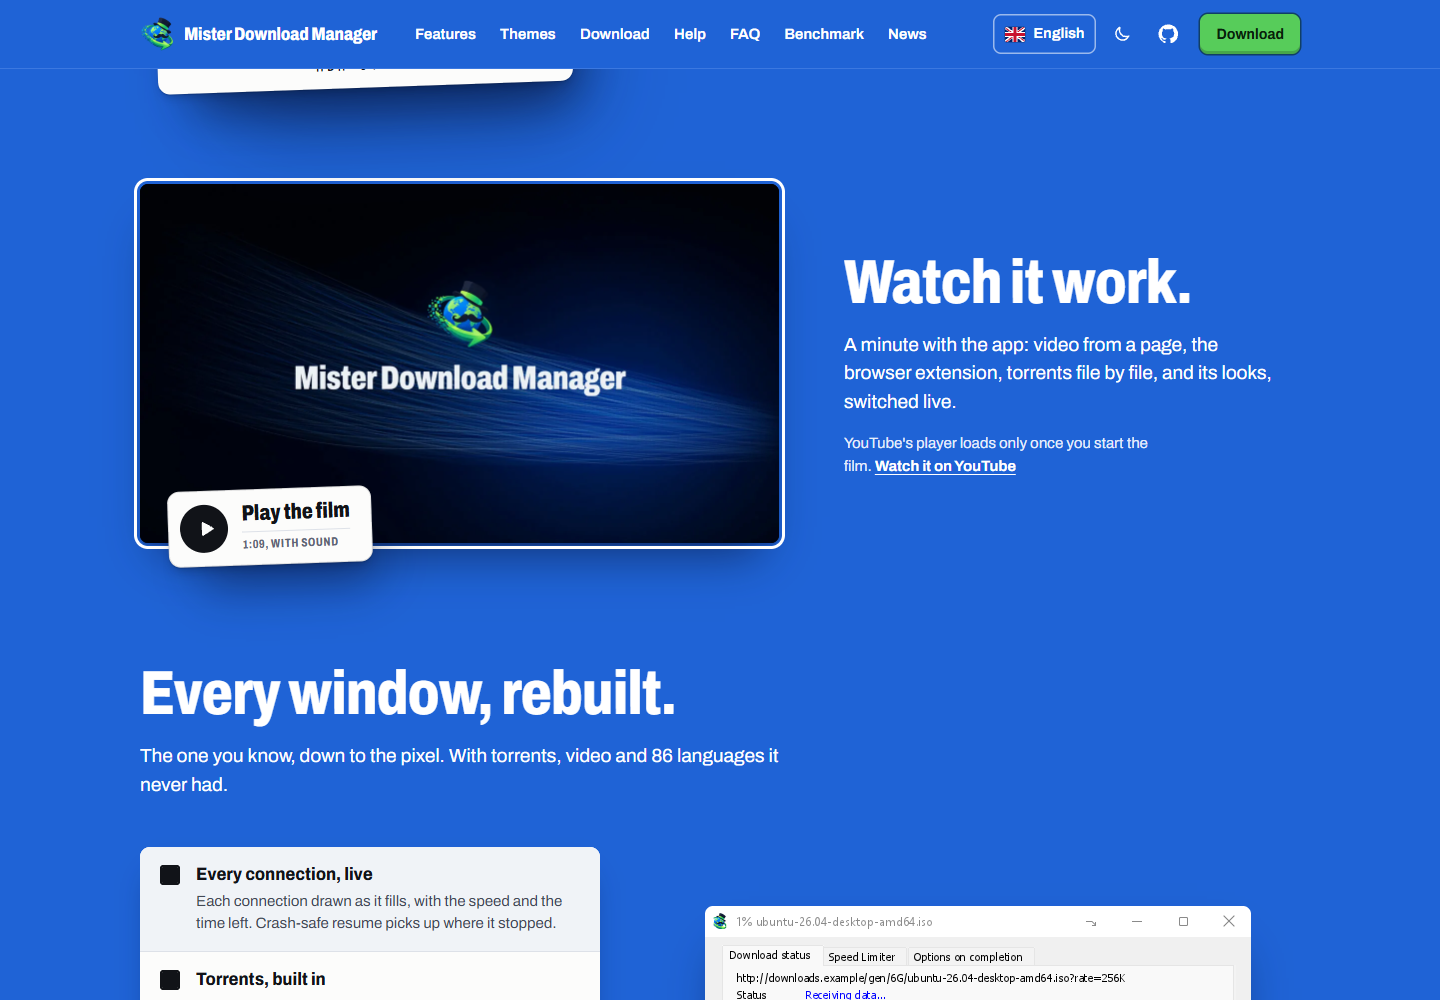 Mister Download Manager
Features
Themes
Download
Help
FAQ
Benchmark
News
English
Download
Mister Download Manager
Play the film
1:09, WITH SOUND
Watch it work.
A minute with the app: video from a page, the
browser extension, torrents file by file, and its looks,
switched live.
YouTube's player loads only once you start the
film. Watch it on YouTube
Every window, rebuilt.
The one you know, down to the pixel. With torrents, video and 86 languages it
never had.
Every connection, live
Each connection drawn as it fills, with the speed and the
time left. Crash-safe resume picks up where it stopped.
Torrents, built in
1% ubuntu-26.04-desktop-amd64.iso
Download status
Speed Limiter
Options on completion
http://downloads.example/gen/6G/ubuntu-26.04-desktop-amd64.iso?rate=256K
Status Receiving data...